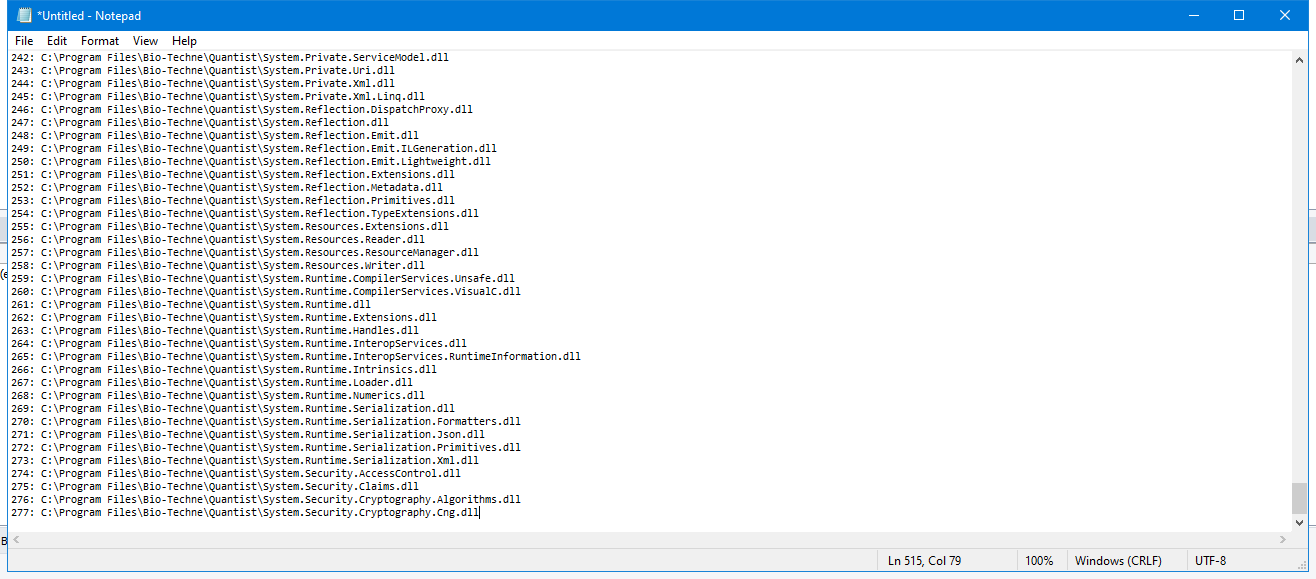 *Untitled - Notepad
File Edit Format View Help
242: C:\Program Files\Bio-Techne\Quantist\System.Private.ServiceModel.dll
243: C:\Program Files\Bio-Techne\Quantist\System.Private.Uri.dll
244: C:\Program Files\Bio-Techne\Quantist\System.Private.Xml.dll
245: C:\Program Files\Bio-Techne\Quantist\System.Private.Xml.Linq.dll
246: C:\Program Files\Bio-Techne\Quantist\System.Reflection.DispatchProxy.dll
247: C:\Program Files\Bio-Techne\Quantist\System.Reflection.dll
248: C:\Program Files\Bio-Techne\Quantist\System.Reflection.Emit.dll
249: C:\Program Files\Bio-Techne\Quantist\System.Reflection.Emit.ILGeneration.dll
250: C:\Program Files\Bio-Techne\Quantist\System.Reflection.Emit.Lightweight.dll
251: C:\Program Files\Bio-Techne\Quantist\System.Reflection.Extensions.dll
252: C:\Program Files\Bio-Techne\Quantist\System.Reflection.Metadata.dll
253: C:\Program Files\Bio-Techne\Quantist\System.Reflection.Primitives.dll
254: C:\Program Files\Bio-Techne\Quantist\System.Reflection.TypeExtensions.dll
255: C:\Program Files\Bio-Techne\Quantist\System.Resources.Extensions.dll
256: C:\Program Files\Bio-Techne\Quantist\System.Resources.Reader.dll
257: C:\Program Files\Bio-Techne\Quantist\System.Resources.ResourceManager.dll
258: C:\Program Files\Bio-Techne\Quantist\System.Resources.Writer.dll
259: C:\Program Files\Bio-Techne\Quantist\System.Runtime.CompilerServices.Unsafe.dll
260: C:\Program Files\Bio-Techne\Quantist\System.Runtime.CompilerServices.VisualC.dll
261: C:\Program Files\Bio-Techne\Quantist\System.Runtime.dll
262: C:\Program Files\Bio-Techne\Quantist\System.Runtime.Extensions.dll
263: C:\Program Files\Bio-Techne\Quantist\System.Runtime.Handles.dll
264: C:\Program Files\Bio-Techne\Quantist\System.Runtime.InteropServices.dll
265: C:\Program Files\Bio-Techne\Quantist\System.Runtime.InteropServices.RuntimeInformation.dll
266: C:\Program Files\Bio-Techne\Quantist\System.Runtime.Intrinsics.dll
267: C:\Program Files\Bio-Techne\Quantist\System.Runtime.Loader.dll
268: C:\Program Files\Bio-Techne\Quantist\System.Runtime.Numerics.dll
269: C:\Program Files\Bio-Techne\Quantist\System.Runtime.Serialization.dll
270: C:\Program Files\Bio-Techne\Quantist\System.Runtime.Serialization.Formatters.dll
271: C:\Program Files\Bio-Techne\Quantist\System.Runtime.Serialization.Json.dll
272: C:\Program Files\Bio-Techne\Quantist\System.Runtime.Serialization.Primitives.dll
273: C:\Program Files\Bio-Techne\Quantist\System.Runtime.Serialization.Xml.dll
274: C:\Program Files\Bio-Techne\Quantist\System.Security.AccessControl.dll
275: C:\Program Files\Bio-Techne\Quantist\System.Security.Claims.dll
276: C:\Program Files\Bio-Techne\Quantist\System.Security.Cryptography.Algorithms.dll
277: C:\Program Files\Bio-Techne\Quantist\System.Security.Cryptography.Cng.dll
Ln 515, Col 79 100% Windows (CRLF) UTF-8